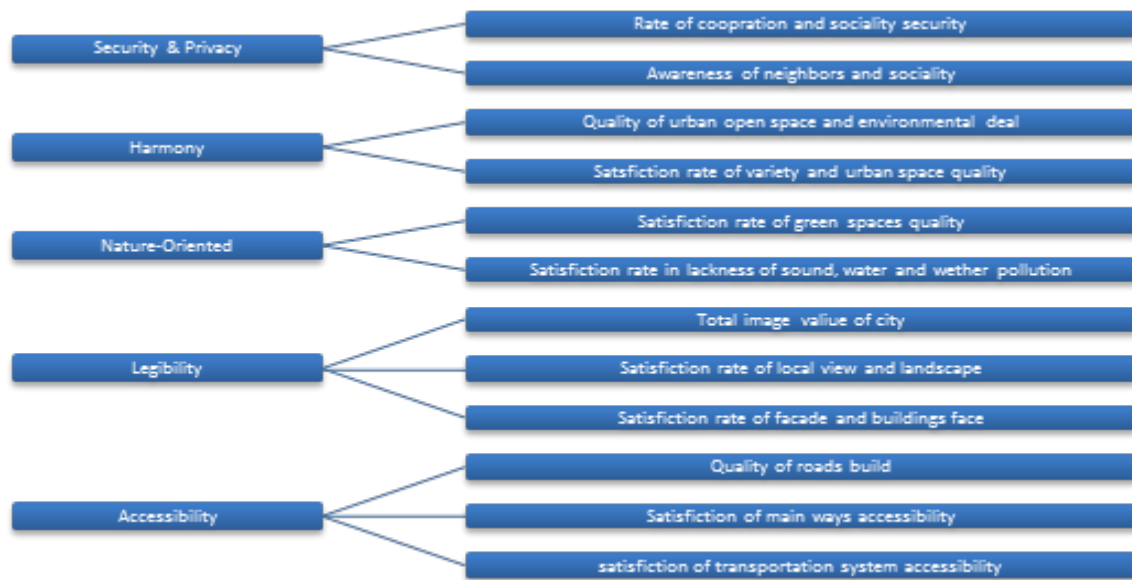 Security & Privacy
Rate of coopration and sociality security
Awareness of neighbors and sociality
Harmony
Quality of urban open space and environmental deal
Satsfiction rate of variety and urban space quality
Nature-Oriented
Satisfiction rate of green spaces quality
Satisfiction rate in lackness of sound, water and wether pollution
Legibility
Total image valiue of city
Satisfiction rate of local view and landscape
Satisfiction rate of facade and buildings face
Accessibility
Quality of roads build
Satisfiction of main ways accessibility
satisfiction of transportation system accessibility